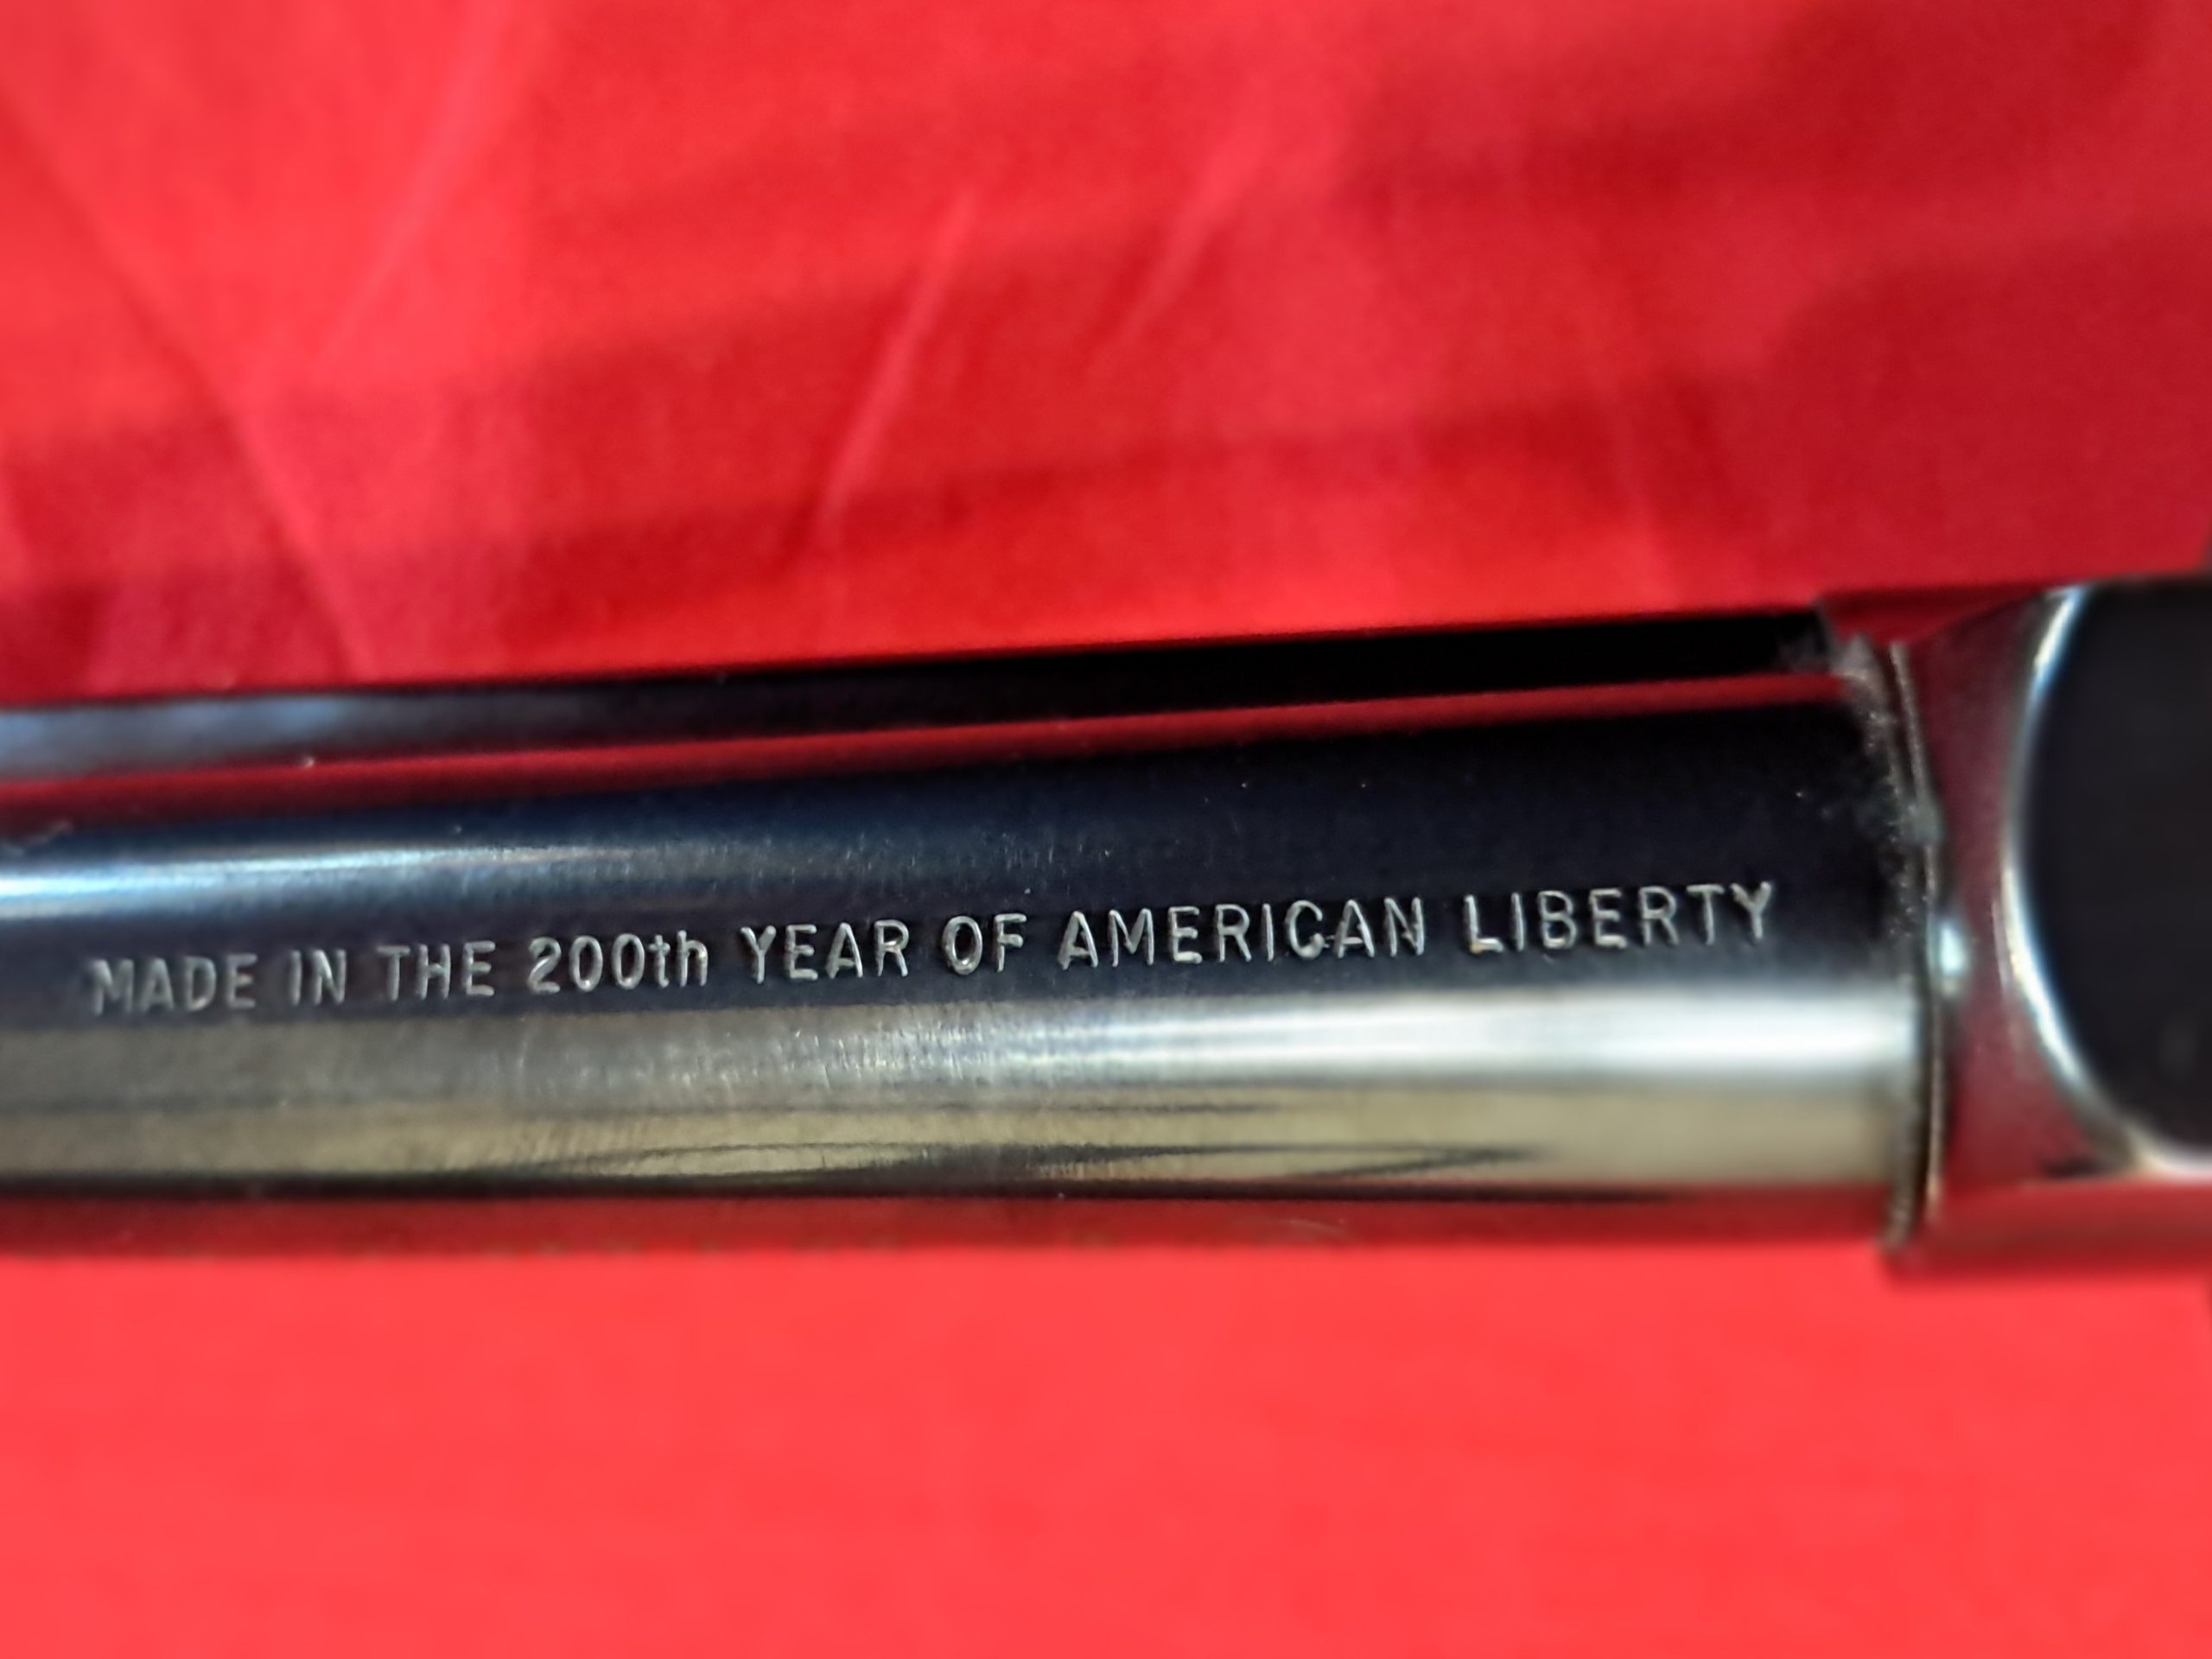 MADE IN THE 200th YEAR OF AMERICAN LIBERTY